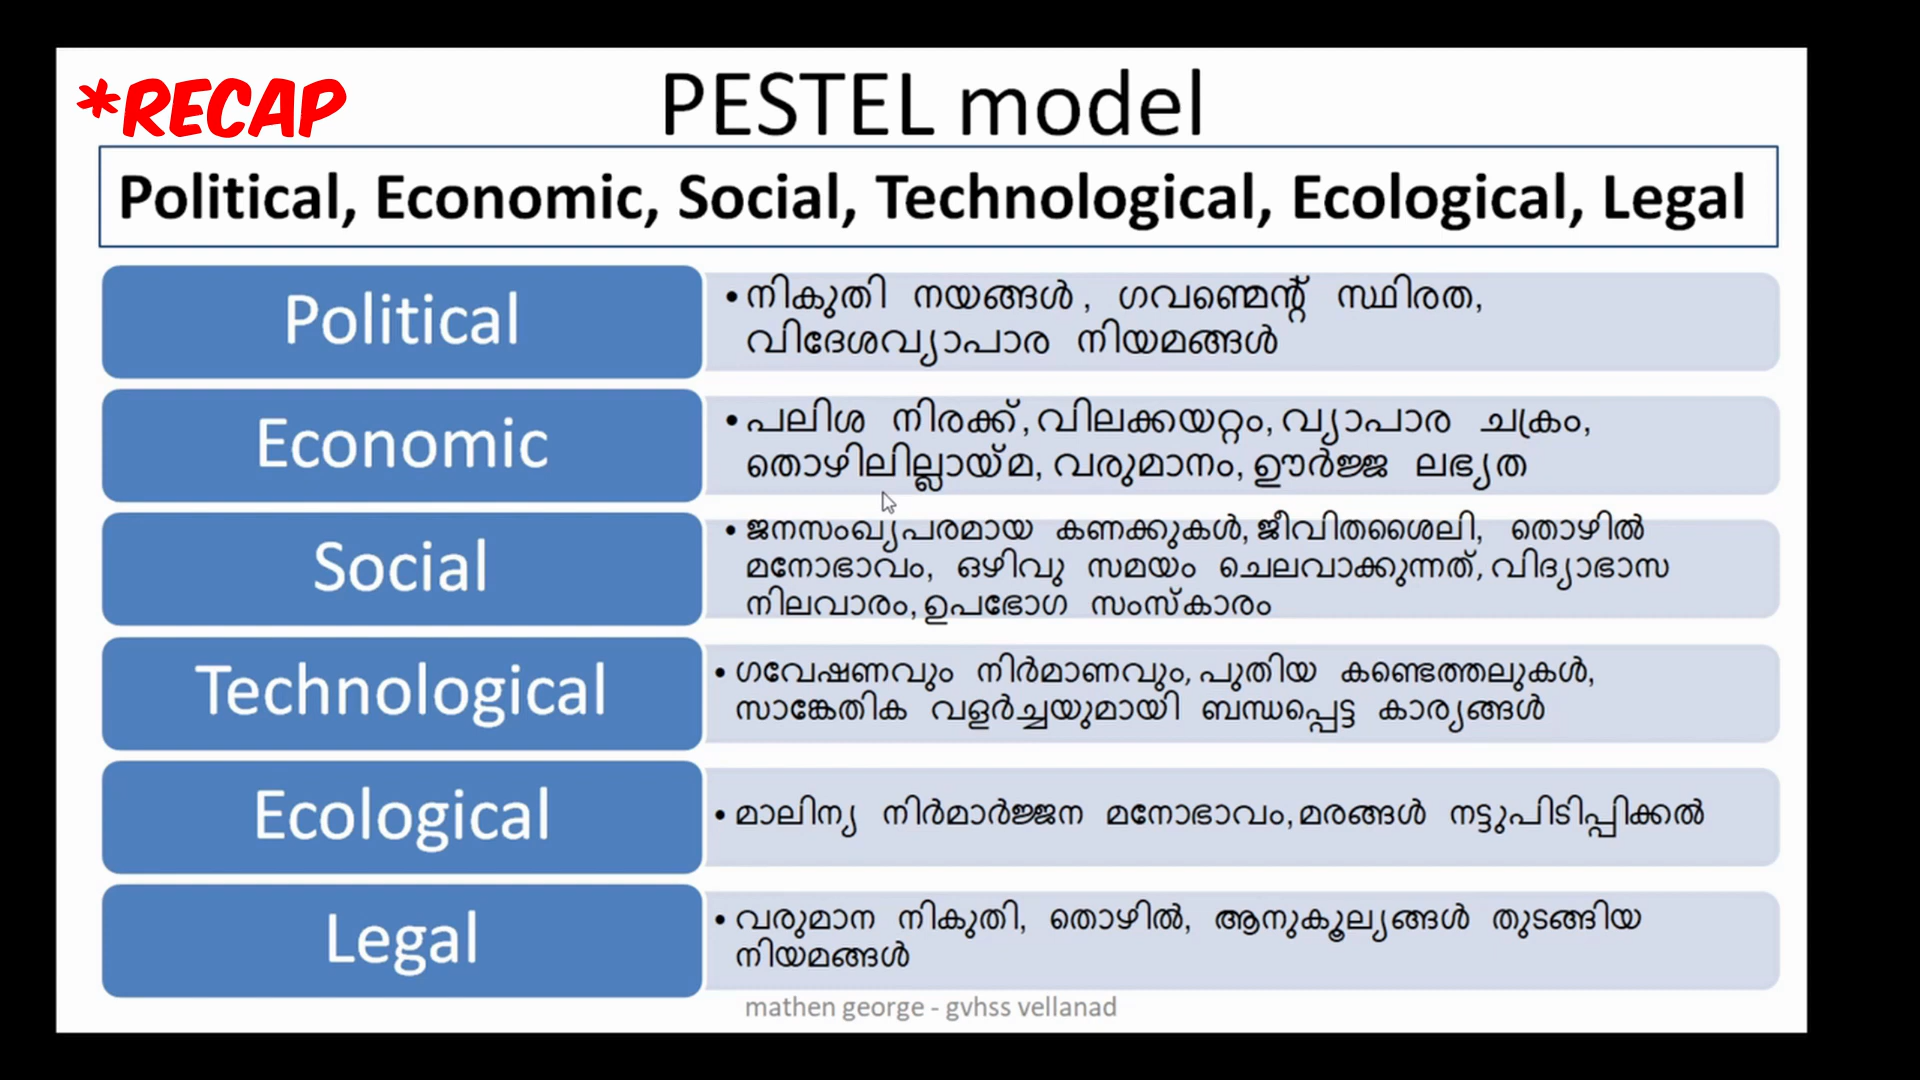 *RECAP
PESTEL model
Political, Economic, Social, Technological, Ecological, Legal
Political
• നികുതി നയങ്ങൾ , ഗവണ്മെന്റ് സ്ഥിരത,
വിദേശവ്യാപാര നിയമങ്ങൾ
Economic
• പലിശ നിരക്ക്,വിലക്കയറ്റം,വ്യാപാര ചക്രം,
തൊഴിലില്ലായ്മ, വരുമാനം, ഊർജ്ജ ലഭ്യത
Social
• ജനസംഖ്യപരമായ കണക്കുകൾ,ജീവിതശൈലി, തൊഴിൽ
മനോഭാവം, ഒഴിവു സമയം ചെലവാക്കുന്നത്,വിദ്യാഭാസ
നിലവാരം,ഉപഭോഗ സംസ്കാരം
Technological
• ഗവേഷണവും നിർമാണവും,പുതിയ കണ്ടെത്തലുകൾ,
സാങ്കേതിക വളർച്ചയുമായി ബന്ധപ്പെട്ട കാര്യങ്ങൾ
Ecological
• മാലിന്യ നിർമാർജ്ജന മനോഭാവം,മരങ്ങൾ നട്ടുപിടിപ്പിക്കൽ
Legal
• വരുമാന നികുതി, തൊഴിൽ, ആനുകൂല്യങ്ങൾ തുടങ്ങിയ
നിയമങ്ങൾ
mathen george - gvhss vellanad